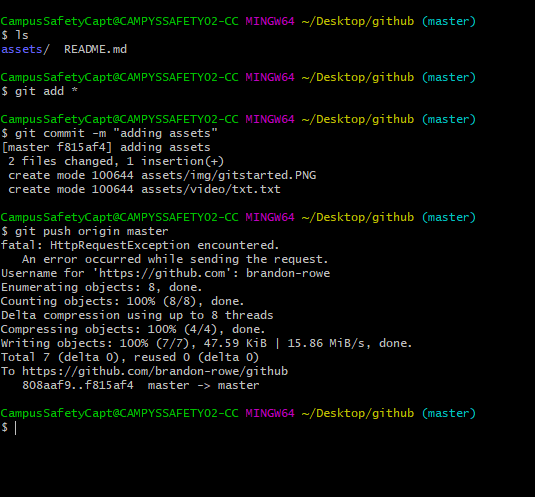 CampusSafetyCapt@CAMPYSSAFETYO2-CC MINGW64 ~/Desktop/github (master)
$ ls
assets/  README.md
CampusSafetyCapt@CAMPYSSAFETYO2-CC MINGW64 ~/Desktop/github (master)
$ git add *
CampusSafetyCapt@CAMPYSSAFETYO2-CC MINGW64 ~/Desktop/github (master)
$ git commit -m "adding assets"
[master f815af4] adding assets
 2 files changed, 1 insertion(+)
 create mode 100644 assets/img/gitstarted.PNG
 create mode 100644 assets/video/txt.txt
CampusSafetyCapt@CAMPYSSAFETYO2-CC MINGW64 ~/Desktop/github (master)
$ git push origin master
fatal: HttpRequestException encountered.
   An error occurred while sending the request.
Username for 'https://github.com': brandon-rowe
Enumerating objects: 8, done.
Counting objects: 100% (8/8), done.
Delta compression using up to 8 threads
Compressing objects: 100% (4/4), done.
Writing objects: 100% (7/7), 47.59 KiB | 15.86 MiB/s, done.
Total 7 (delta 0), reused 0 (delta 0)
To https://github.com/brandon-rowe/github
   808aaf9..f815af4  master -> master
CampusSafetyCapt@CAMPYSSAFETYO2-CC MINGW64 ~/Desktop/github (master)
$